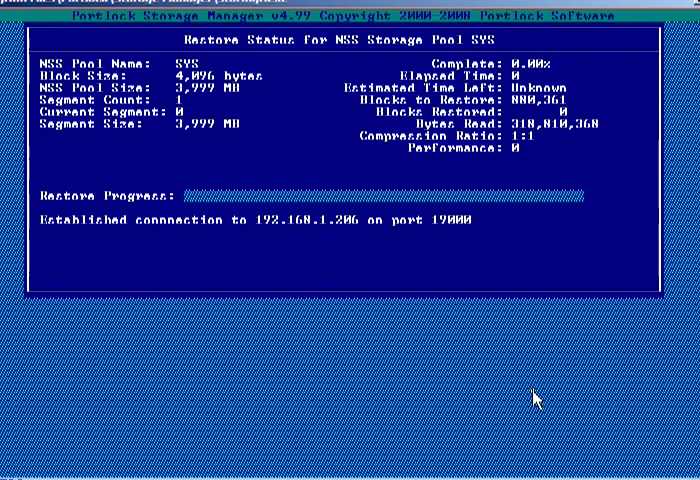 Portlock Storage Manager v4.99 Copyright 2000-2008 Portlock Software
Restore Status for NSS Storage Pool SYS
NSS Pool Name: SYS
Block Size: 4,096 bytes
NSS Pool Size: 3,999 MB
Segment Count: 1
Current Segment: 0
Segment Size: 3,999 MB
Complete: 0.00%
Elapsed Time: 0
Estimated Time Left: Unknown
Blocks to Restore: 880,361
Blocks Restored: 0
Bytes Read: 318,810,368
Compression Ratio: 1:1
Performance: 0
Restore Progress:
Established connnection to 192.168.1.206 on port 19000